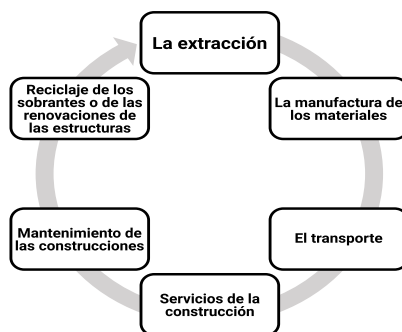 La extracción
La manufactura de
los materiales
El transporte
Servicios de la
construcción
Mantenimiento de
las construcciones
Reciclaje de los
sobrantes o de las
renovaciones de
las estructuras